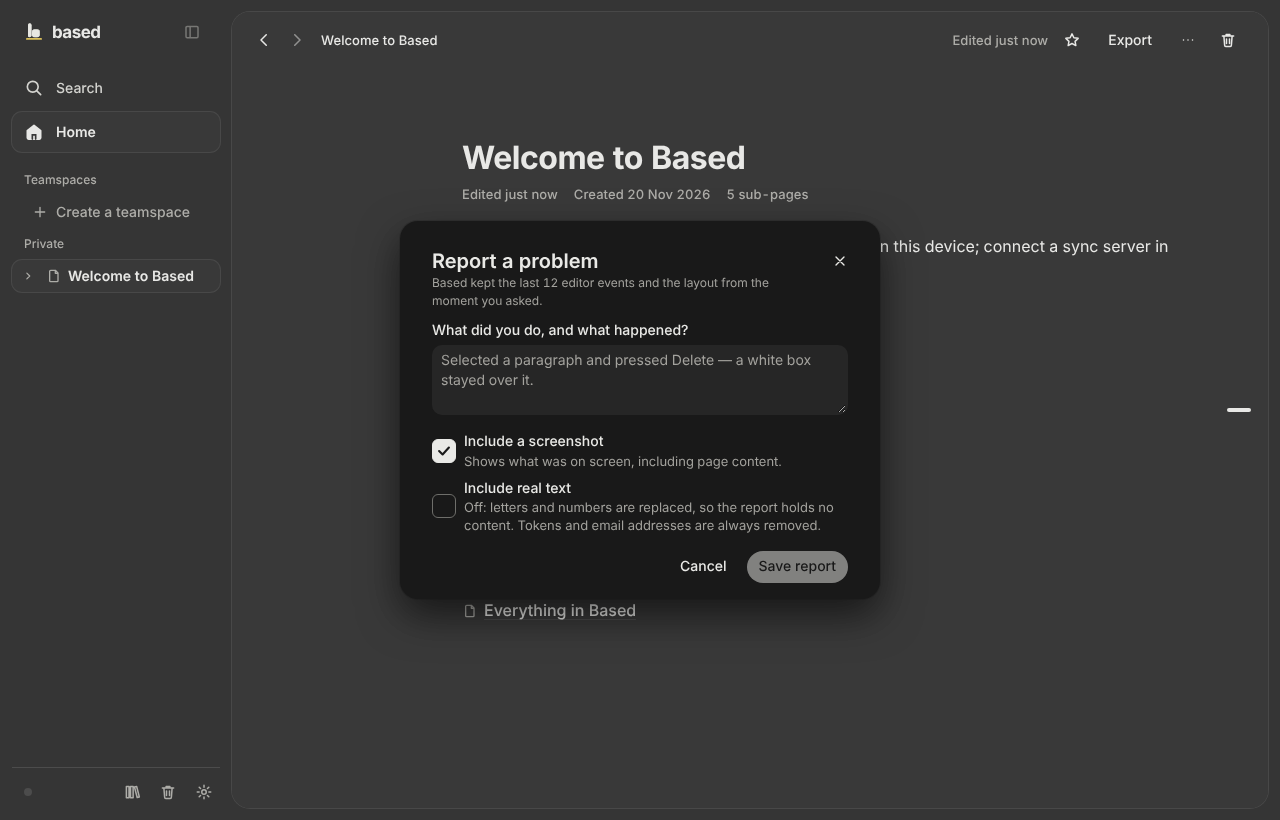 based
Search
Home
Teamspaces
Create a teamspace
Private
Welcome to Based
Welcome to Based
Edited just now
Export
Welcome to Based
Edited just now Created 20 Nov 2026 5 sub-pages
n this device; connect a sync server in
Report a problem
Based kept the last 12 editor events and the layout from the
moment you asked.
What did you do, and what happened?
Selected a paragraph and pressed Delete — a white box
stayed over it.
Include a screenshot
Shows what was on screen, including page content.
Include real text
Off: letters and numbers are replaced, so the report holds no
content. Tokens and email addresses are always removed.
Cancel
Save report
Everything in Based